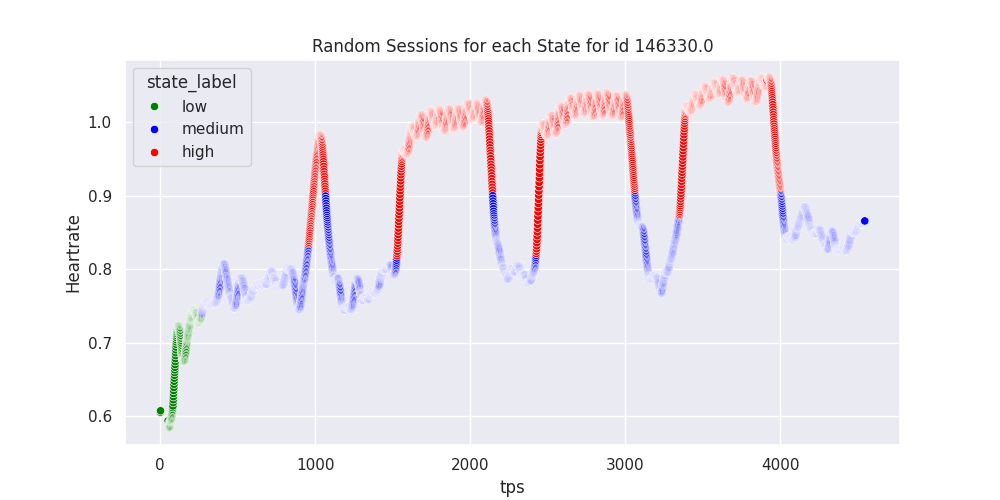 Random Sessions for each State for id 146330.0
state_label
low
medium
high
Heartrate
1.0
0.9
0.8
0.7
0.6
0 1000 2000 3000 4000
tps